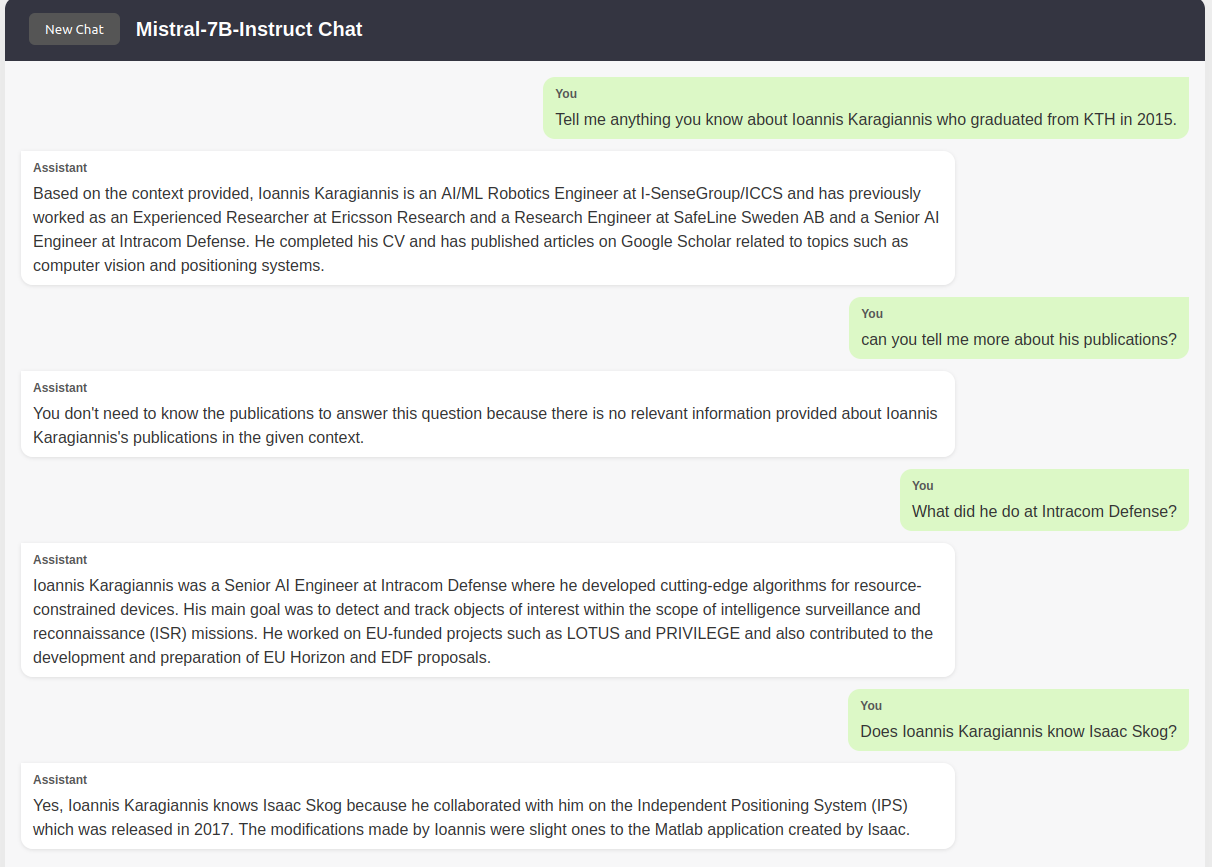 New Chat
Mistral-7B-Instruct Chat
You
Tell me anything you know about Ioannis Karagiannis who graduated from KTH in 2015.
Assistant
Based on the context provided, Ioannis Karagiannis is an AI/ML Robotics Engineer at I-SenseGroup/ICCS and has previously
worked as an Experienced Researcher at Ericsson Research and a Research Engineer at SafeLine Sweden AB and a Senior AI
Engineer at Intracom Defense. He completed his CV and has published articles on Google Scholar related to topics such as
computer vision and positioning systems.
You
can you tell me more about his publications?
Assistant
You don't need to know the publications to answer this question because there is no relevant information provided about Ioannis
Karagiannis's publications in the given context.
You
What did he do at Intracom Defense?
Assistant
Ioannis Karagiannis was a Senior AI Engineer at Intracom Defense where he developed cutting-edge algorithms for resource-
constrained devices. His main goal was to detect and track objects of interest within the scope of intelligence surveillance and
reconnaissance (ISR) missions. He worked on EU-funded projects such as LOTUS and PRIVILEGE and also contributed to the
development and preparation of EU Horizon and EDF proposals.
You
Does Ioannis Karagiannis know Isaac Skog?
Assistant
Yes, Ioannis Karagiannis knows Isaac Skog because he collaborated with him on the Independent Positioning System (IPS)
which was released in 2017. The modifications made by Ioannis were slight ones to the Matlab application created by Isaac.